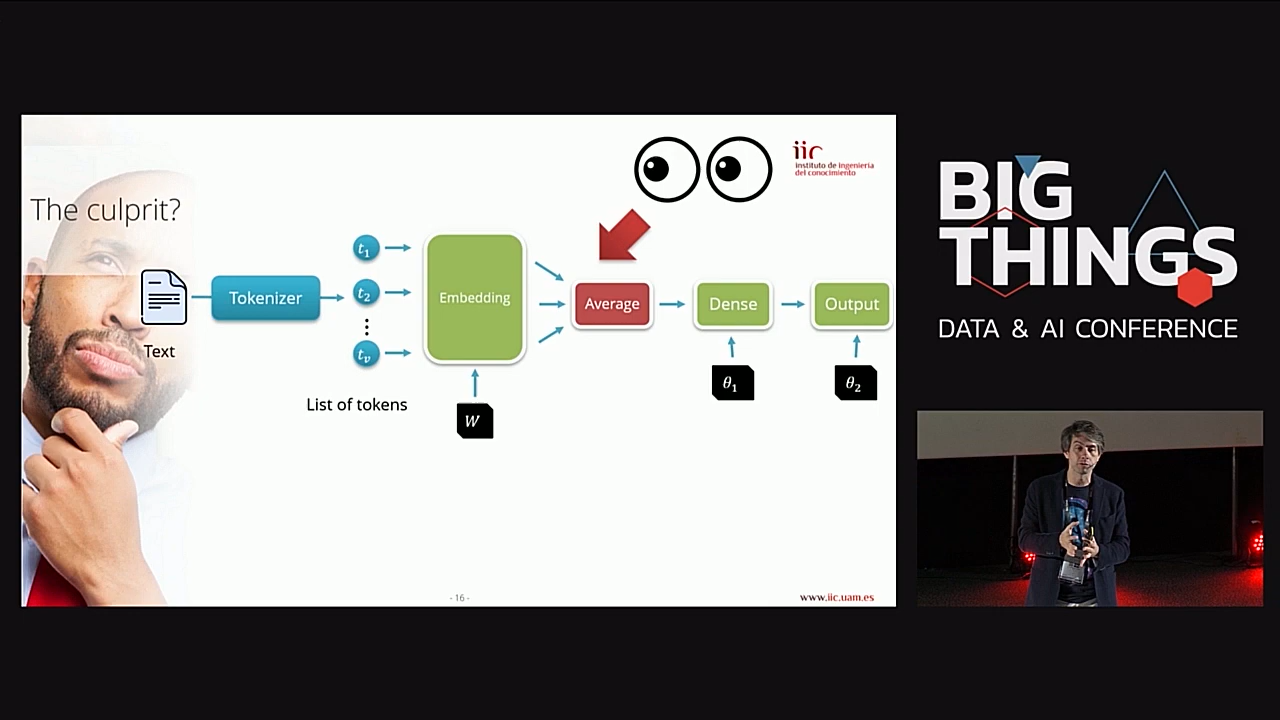 The culprit?
iic
instituto de ingeniería
del conocimiento
Text
Tokenizer
t₁
t₂
tᵥ
List of tokens
Embedding
W
Average
Dense
θ₁
Output
θ₂
- 16 -
www.iic.uam.es
BIG
THINGS
DATA & AI CONFERENCE